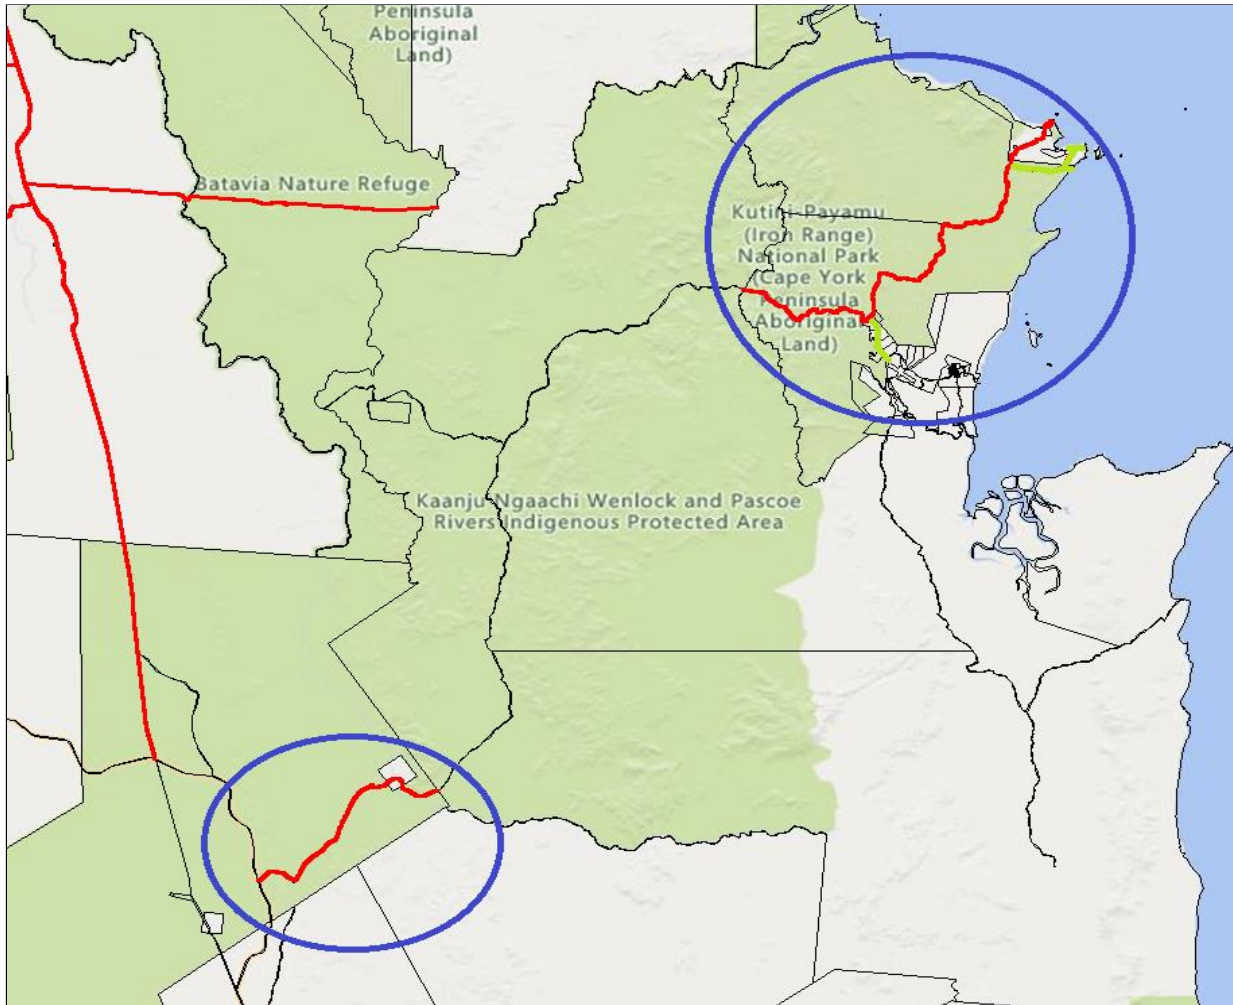 Peninsula
Aboriginal
Land)
Batavia Nature Refuge
Kutini-Payamu
(Iron Range)
National Park
(Cape York
Peninsula
Aboriginal
Land)
Kaanju Ngaachi Wenlock and Pascoe
Rivers Indigenous Protected Area